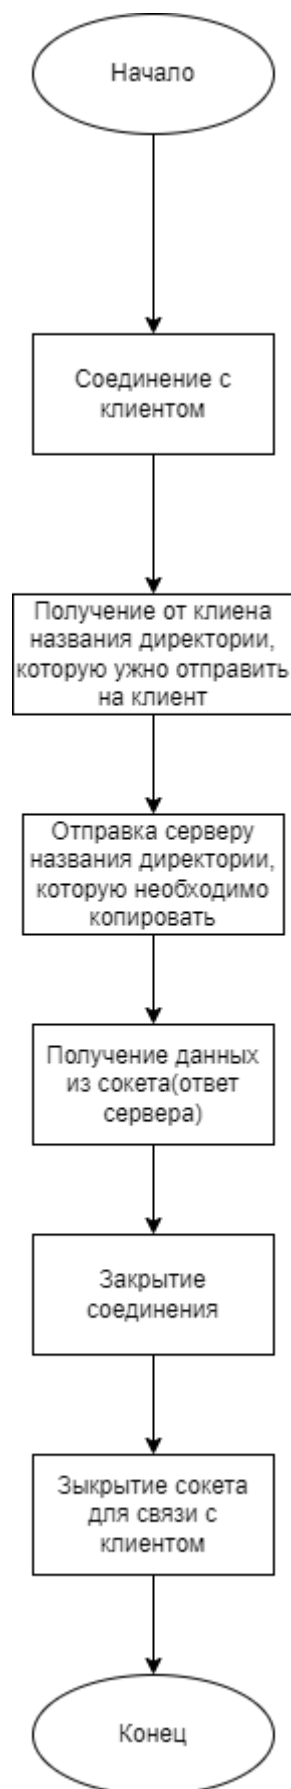 Начало
Соединение с
клиентом
Получение от клиена
названия директории,
которую ужно отправить
на клиент
Отправка серверу
названия директории,
которую необходимо
копировать
Получение данных
из сокета(ответ
сервера)
Закрытие
соединения
Зыкрытие сокета
для связи с
клиентом
Конец